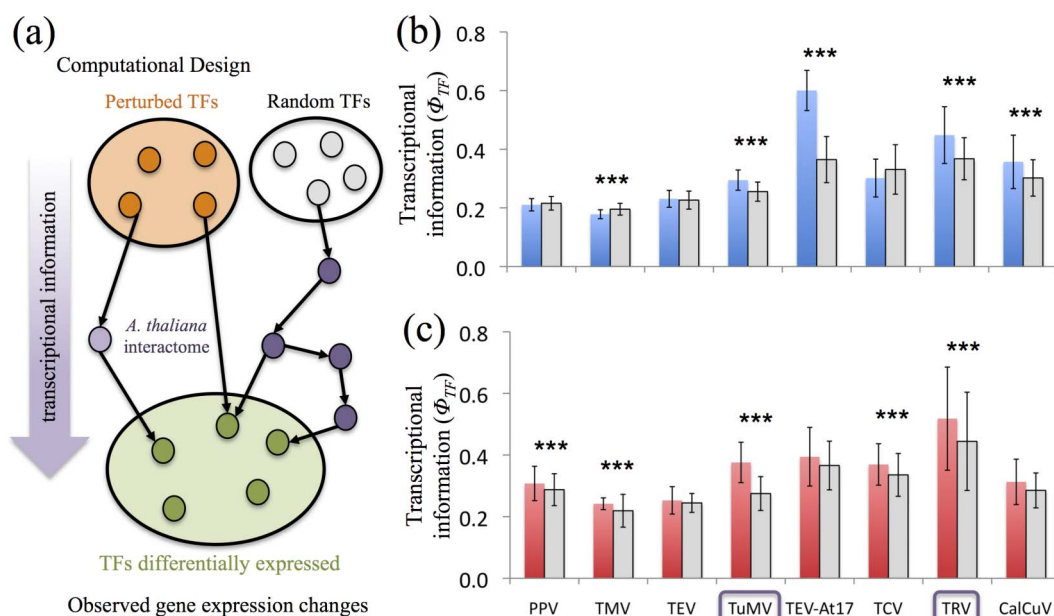 (a)
Computational Design
Perturbed TFs
Random TFs
transcriptional information
A. thaliana
interactome
TFs differentially expressed
Observed gene expression changes
(b)
Transcriptional
information (Φ_TF)
0.8
0.6
0.4
0.2
0.0
***
***
***
***
***
(c)
Transcriptional
information (Φ_TF)
0.8
0.6
0.4
0.2
0.0
***
***
***
***
***
PPV TMV TEV TuMV TEV-At17 TCV TRV CalCuV